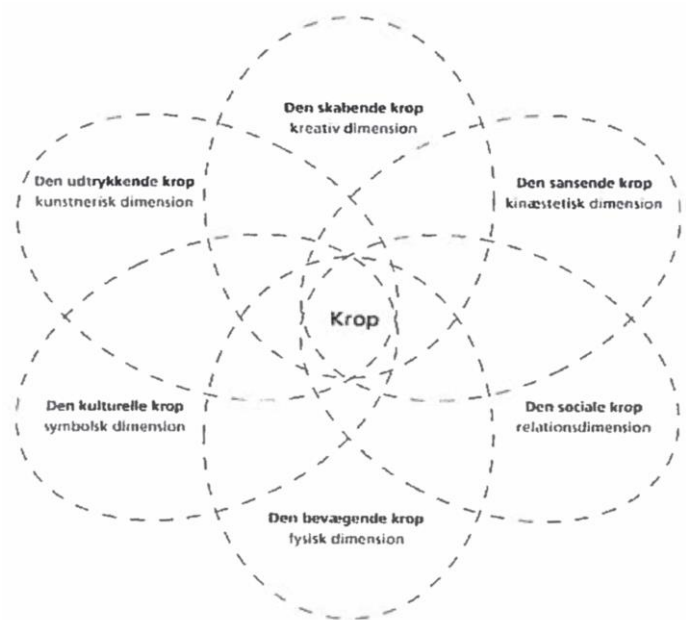 Den skabende krop
kreativ dimension
Den udtrykkende krop
kunstnerisk dimension
Den sansende krop
kinæstetisk dimension
Krop
Den kulturelle krop
symbolsk dimension
Den sociale krop
relationsdimension
Den bevægende krop
fysisk dimension